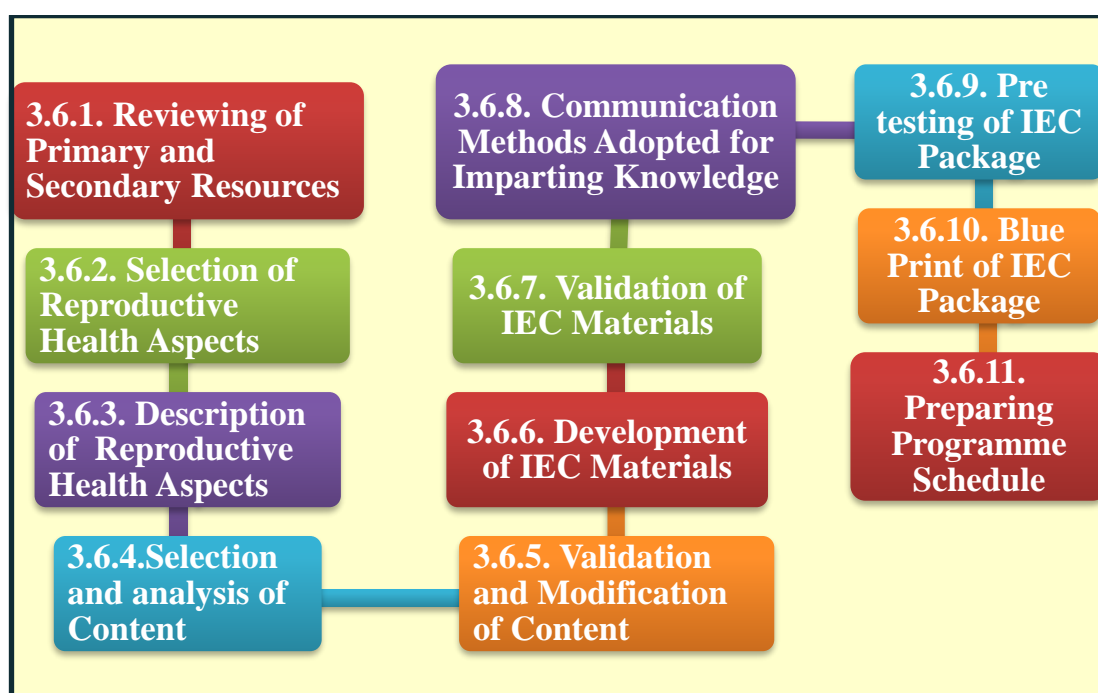 3.6.1. Reviewing of
Primary and
Secondary Resources
3.6.2. Selection of
Reproductive
Health Aspects
3.6.3. Description
of Reproductive
Health Aspects
3.6.4.Selection
and analysis of
Content
3.6.5. Validation
and Modification
of Content
3.6.6. Development
of IEC Materials
3.6.7. Validation of
IEC Materials
3.6.8. Communication
Methods Adopted for
Imparting Knowledge
3.6.9. Pre
testing of IEC
Package
3.6.10. Blue
Print of IEC
Package
3.6.11.
Preparing
Programme
Schedule